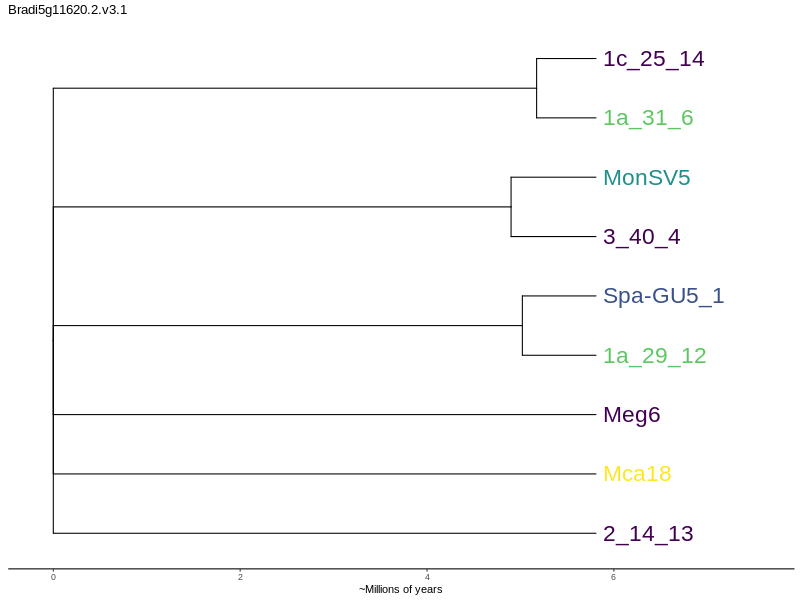 Bradi5g11620.2.v3.1
1c_25_14
1a_31_6
MonSV5
3_40_4
Spa-GU5_1
1a_29_12
Meg6
Mca18
2_14_13
0 2 4 6
~Millions of years